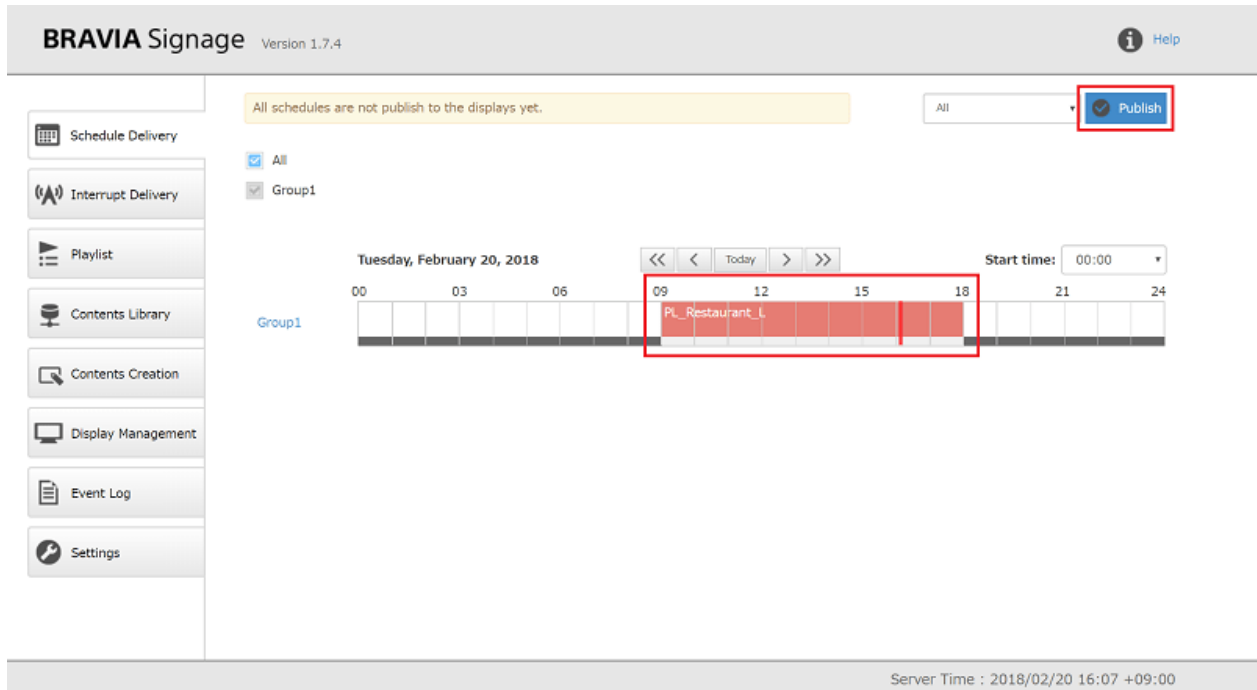 BRAVIA Signage Version 1.7.4
Help
All schedules are not publish to the displays yet.
All
Publish
Schedule Delivery
Interrupt Delivery
Playlist
Contents Library
Contents Creation
Display Management
Event Log
Settings
All
Group1
Tuesday, February 20, 2018
<< < Today > >>
Start time: 00:00
00 03 06 09 12 15 18 21 24
Group1
PL_Restaurant_L
Server Time : 2018/02/20 16:07 +09:00